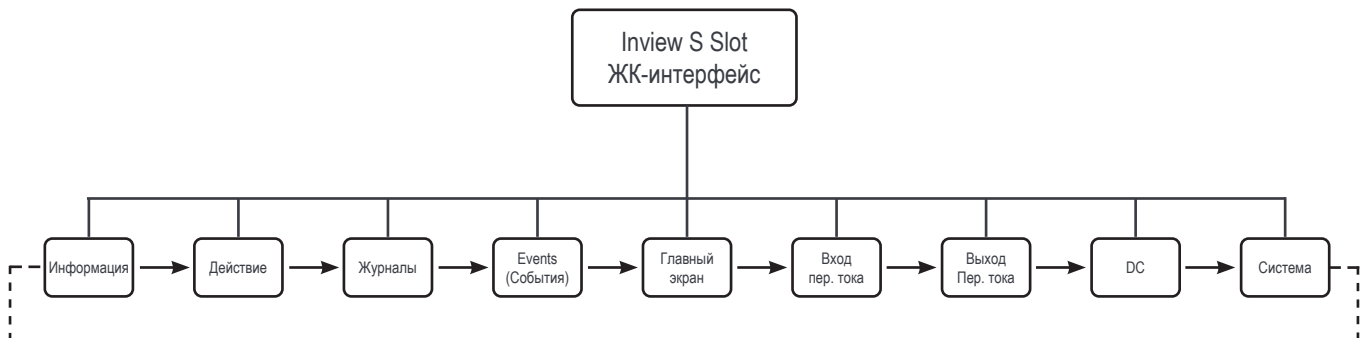 Inview S Slot
ЖК-интерфейс
Информация
Действие
Журналы
Events
(События)
Главный
экран
Вход
пер. тока
Выход
Пер. тока
DC
Система